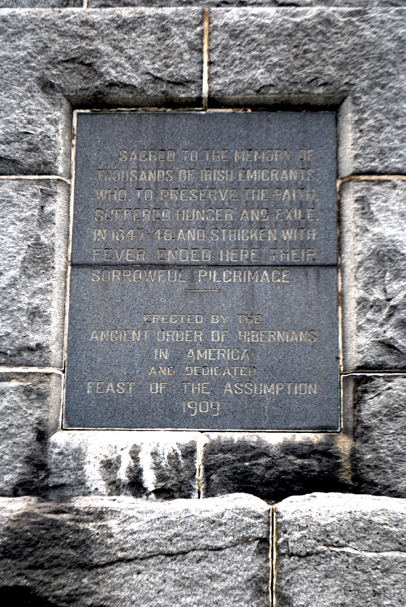 SACRED TO THE MEMORY OF
THOUSANDS OF IRISH EMIGRANTS
WHO, TO PRESERVE THE FAITH,
SUFFERED HUNGER AND EXILE.
IN 1847-48, AND STRICKEN WITH
FEVER ENDED HERE THEIR
SORROWFUL PILGRIMAGE
ERECTED BY THE
ANCIENT ORDER OF HIBERNIANS
IN AMERICA
AND DEDICATED
FEAST OF THE ASSUMPTION
1909